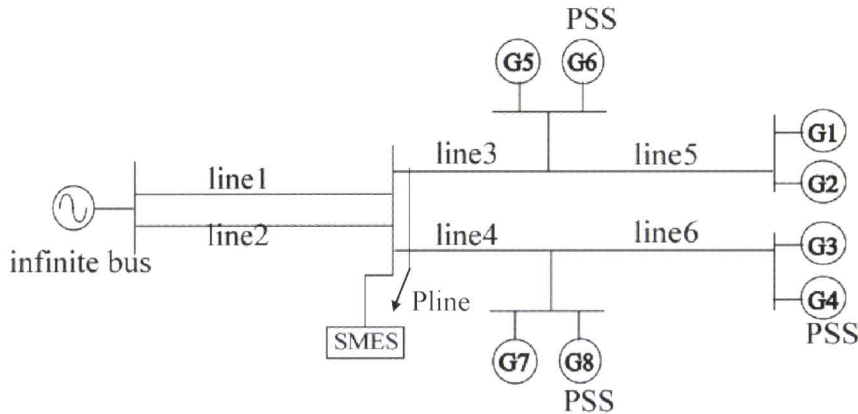 PSS
G5 G6
line3 line5 G1
line1 G2
line2 line4 line6 G3
infinite bus
Pline G4
SMES PSS
G7 G8
PSS